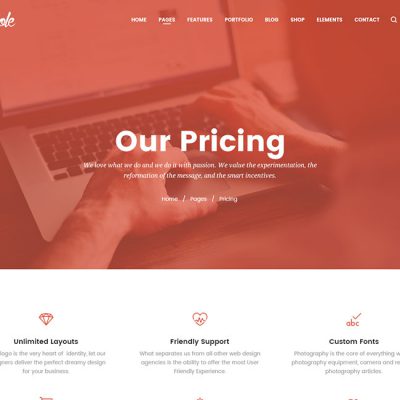 HOME PAGES FEATURES PORTFOLIO BLOG SHOP ELEMENTS CONTACT
Our Pricing
We love what we do and we do it with passion. We value the experimentation, the
reformation of the message, and the smart incentives.
Home / Pages / Pricing
Unlimited Layouts
logo is the very heart of identity, let our
deliver the perfect dreamy design
for your business.
Friendly Support
What separates us from all other web design
agencies is the ability to offer the most User
Friendly Experience.
abc
Custom Fonts
Photography is the core of everything w
photography equipment, camera and re
photography articles.